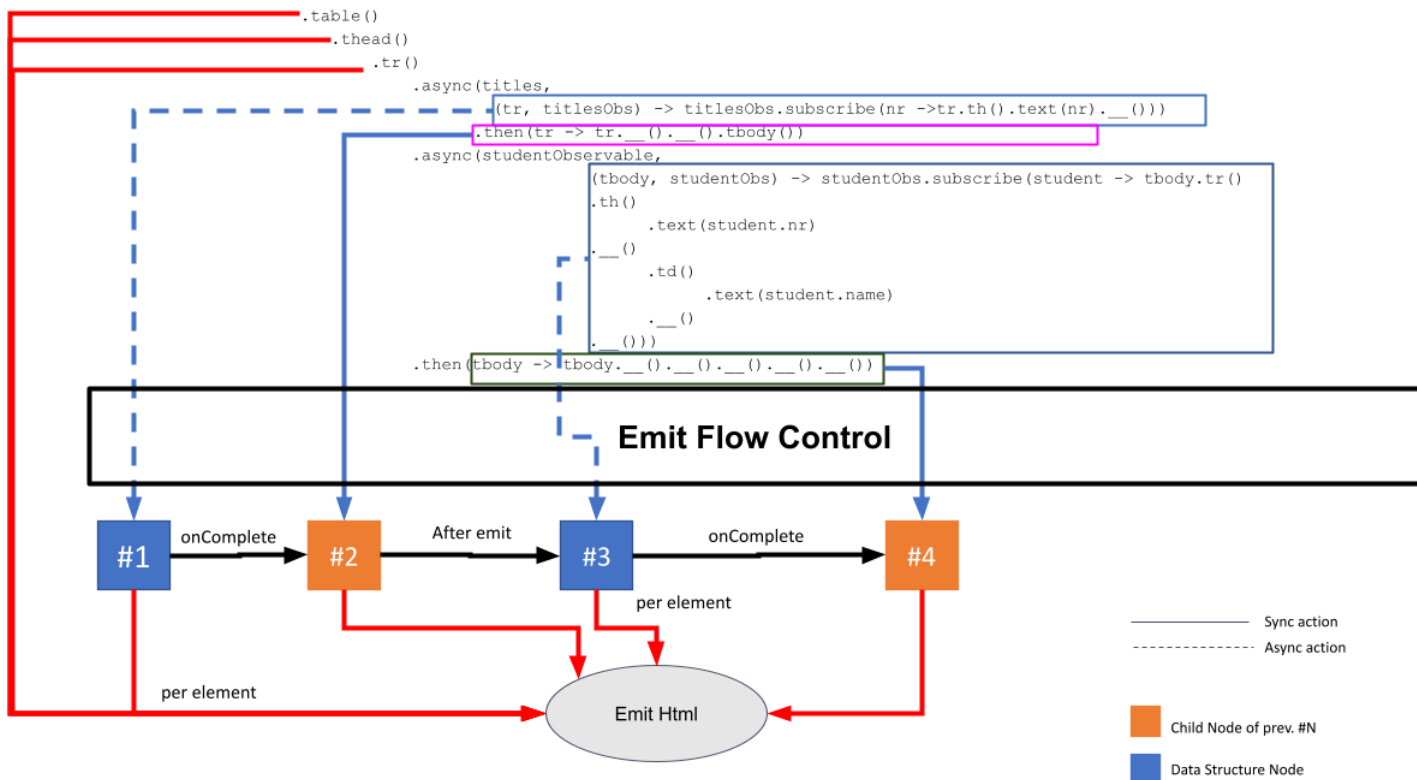 .table()
.thead()
.tr()
.async(titles,
(tr, titlesObs) -> titlesObs.subscribe(nr ->tr.th().text(nr).__()))
.then(tr -> tr.__().__().tbody())
.async(studentObservable,
(tbody, studentObs) -> studentObs.subscribe(student -> tbody.tr()
.th()
.text(student.nr)
.__()
.td()
.text(student.name)
.__()
.__()))
.then(tbody -> tbody.__().__().__().__().__())
Emit Flow Control
#1
onComplete
#2
After emit
#3
onComplete
#4
per element
per element
Emit Html
Sync action
Async action
Child Node of prev. #N
Data Structure Node